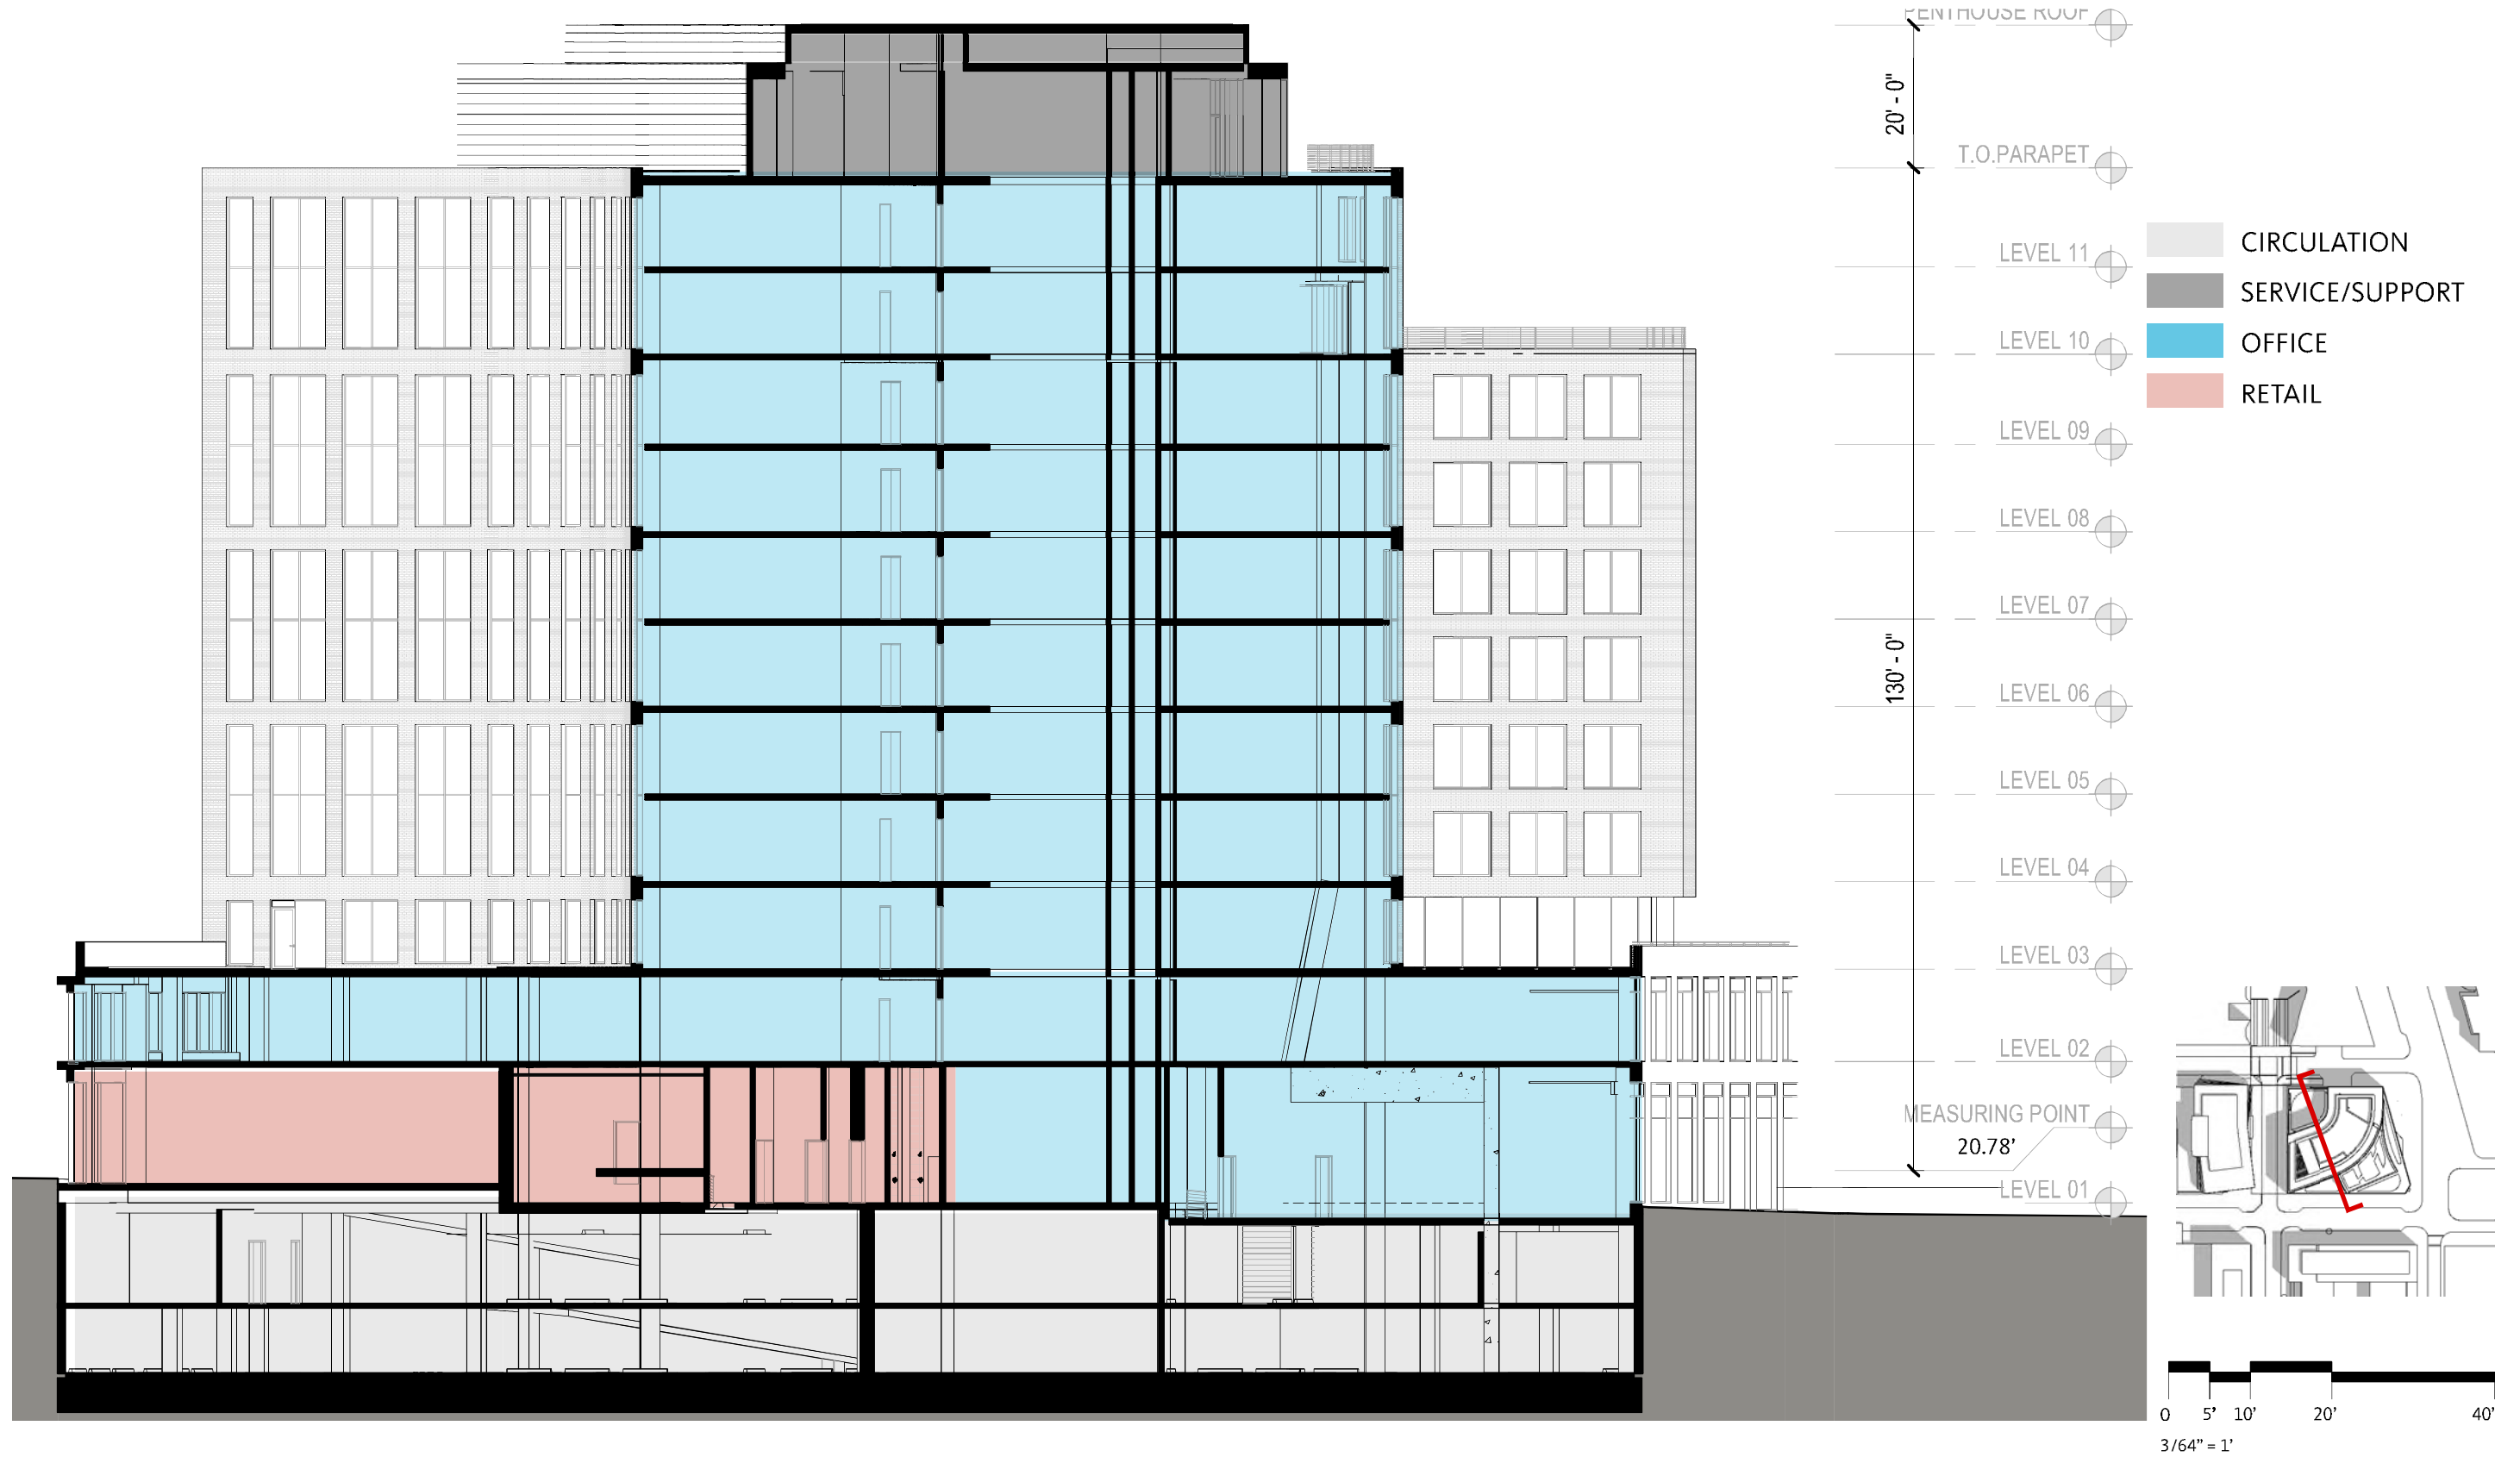 PENTHOUSE ROOF
20' - 0"
T.O.PARAPET
LEVEL 11
LEVEL 10
LEVEL 09
LEVEL 08
LEVEL 07
130' - 0"
LEVEL 06
LEVEL 05
LEVEL 04
LEVEL 03
LEVEL 02
MEASURING POINT
20.78'
LEVEL 01
CIRCULATION
SERVICE/SUPPORT
OFFICE
RETAIL
0 5' 10' 20' 40'
3/64" = 1'